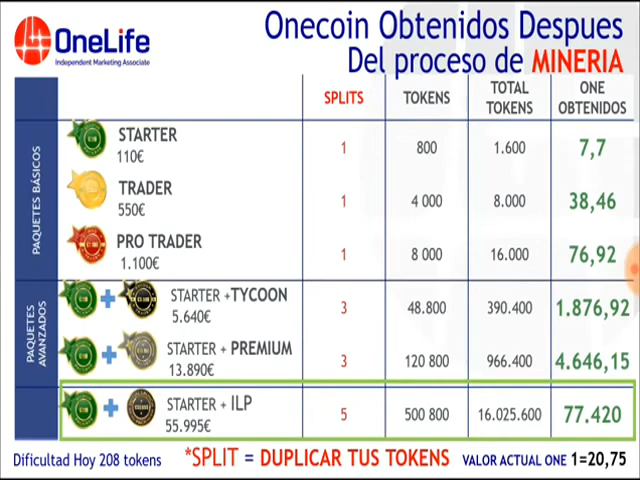 OneLife
Independent Marketing Associate
Onecoin Obtenidos Despues
Del proceso de MINERIA
SPLITS TOKENS TOTAL TOKENS ONE OBTENIDOS
PAQUETES BÁSICOS
STARTER 110€ 1 800 1.600 7,7
TRADER 550€ 1 4 000 8.000 38,46
PRO TRADER 1.100€ 1 8 000 16.000 76,92
PAQUETES AVANZADOS
STARTER +TYCOON 5.640€ 3 48.800 390.400 1.876,92
STARTER + PREMIUM 13.890€ 3 120 800 966.400 4.646,15
STARTER + ILP 55.995€ 5 500 800 16.025.600 77.420
Dificultad Hoy 208 tokens *SPLIT = DUPLICAR TUS TOKENS VALOR ACTUAL ONE 1=20,75